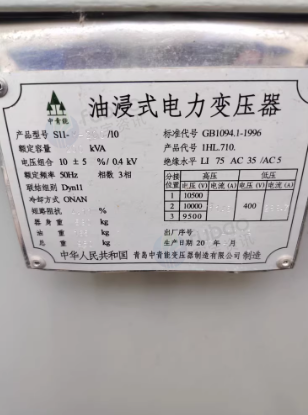 中青能
油浸式电力变压器
产品型号 S11- /10
标准代号 GB1094.1-1996
额定容量 kVA
产品代号 1HL.710.
电压组合 10 ± 5 %/ 0.4 kV
绝缘水平 LI 75 AC 35 /AC 5
额定频率 50Hz 相数 3相
联结组别 Dyn11
冷却方式 ONAN
短路阻抗 %
器身重 kg
油重 kg
总重 kg
分接位置 高压 低压
电压(V) 电流(A) 电压(V) 电流(A)
1 10500
2 10000 400
3 9500
出厂序号
生产日期 20 年 月
中华人民共和国 青岛中青能变压器制造有限公司 制造